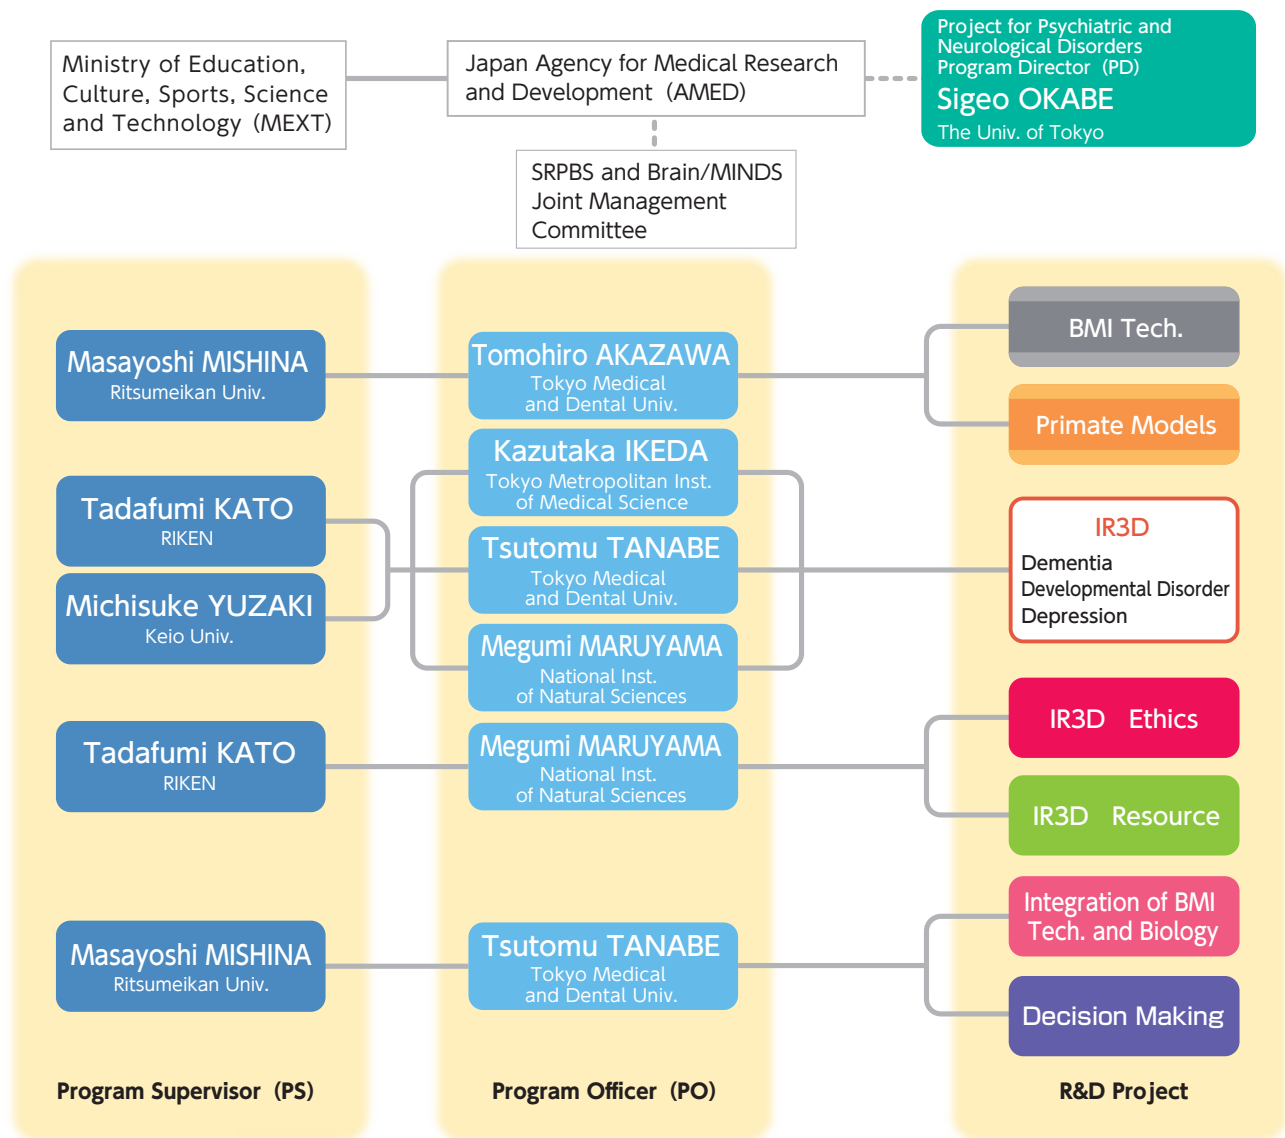 Ministry of Education,
Culture, Sports, Science
and Technology (MEXT)
Japan Agency for Medical Research
and Development (AMED)
Project for Psychiatric and
Neurological Disorders
Program Director (PD)
Sigeo OKABE
The Univ. of Tokyo
SRPBS and Brain/MINDS
Joint Management
Committee
Masayoshi MISHINA
Ritsumeikan Univ.
Tomohiro AKAZAWA
Tokyo Medical
and Dental Univ.
BMI Tech.
Primate Models
Tadafumi KATO
RIKEN
Michisuke YUZAKI
Keio Univ.
Kazutaka IKEDA
Tokyo Metropolitan Inst.
of Medical Science
Tsutomu TANABE
Tokyo Medical
and Dental Univ.
Megumi MARUYAMA
National Inst.
of Natural Sciences
IR3D
Dementia
Developmental Disorder
Depression
Tadafumi KATO
RIKEN
Megumi MARUYAMA
National Inst.
of Natural Sciences
IR3D Ethics
IR3D Resource
Masayoshi MISHINA
Ritsumeikan Univ.
Tsutomu TANABE
Tokyo Medical
and Dental Univ.
Integration of BMI
Tech. and Biology
Decision Making
Program Supervisor (PS)
Program Officer (PO)
R&D Project